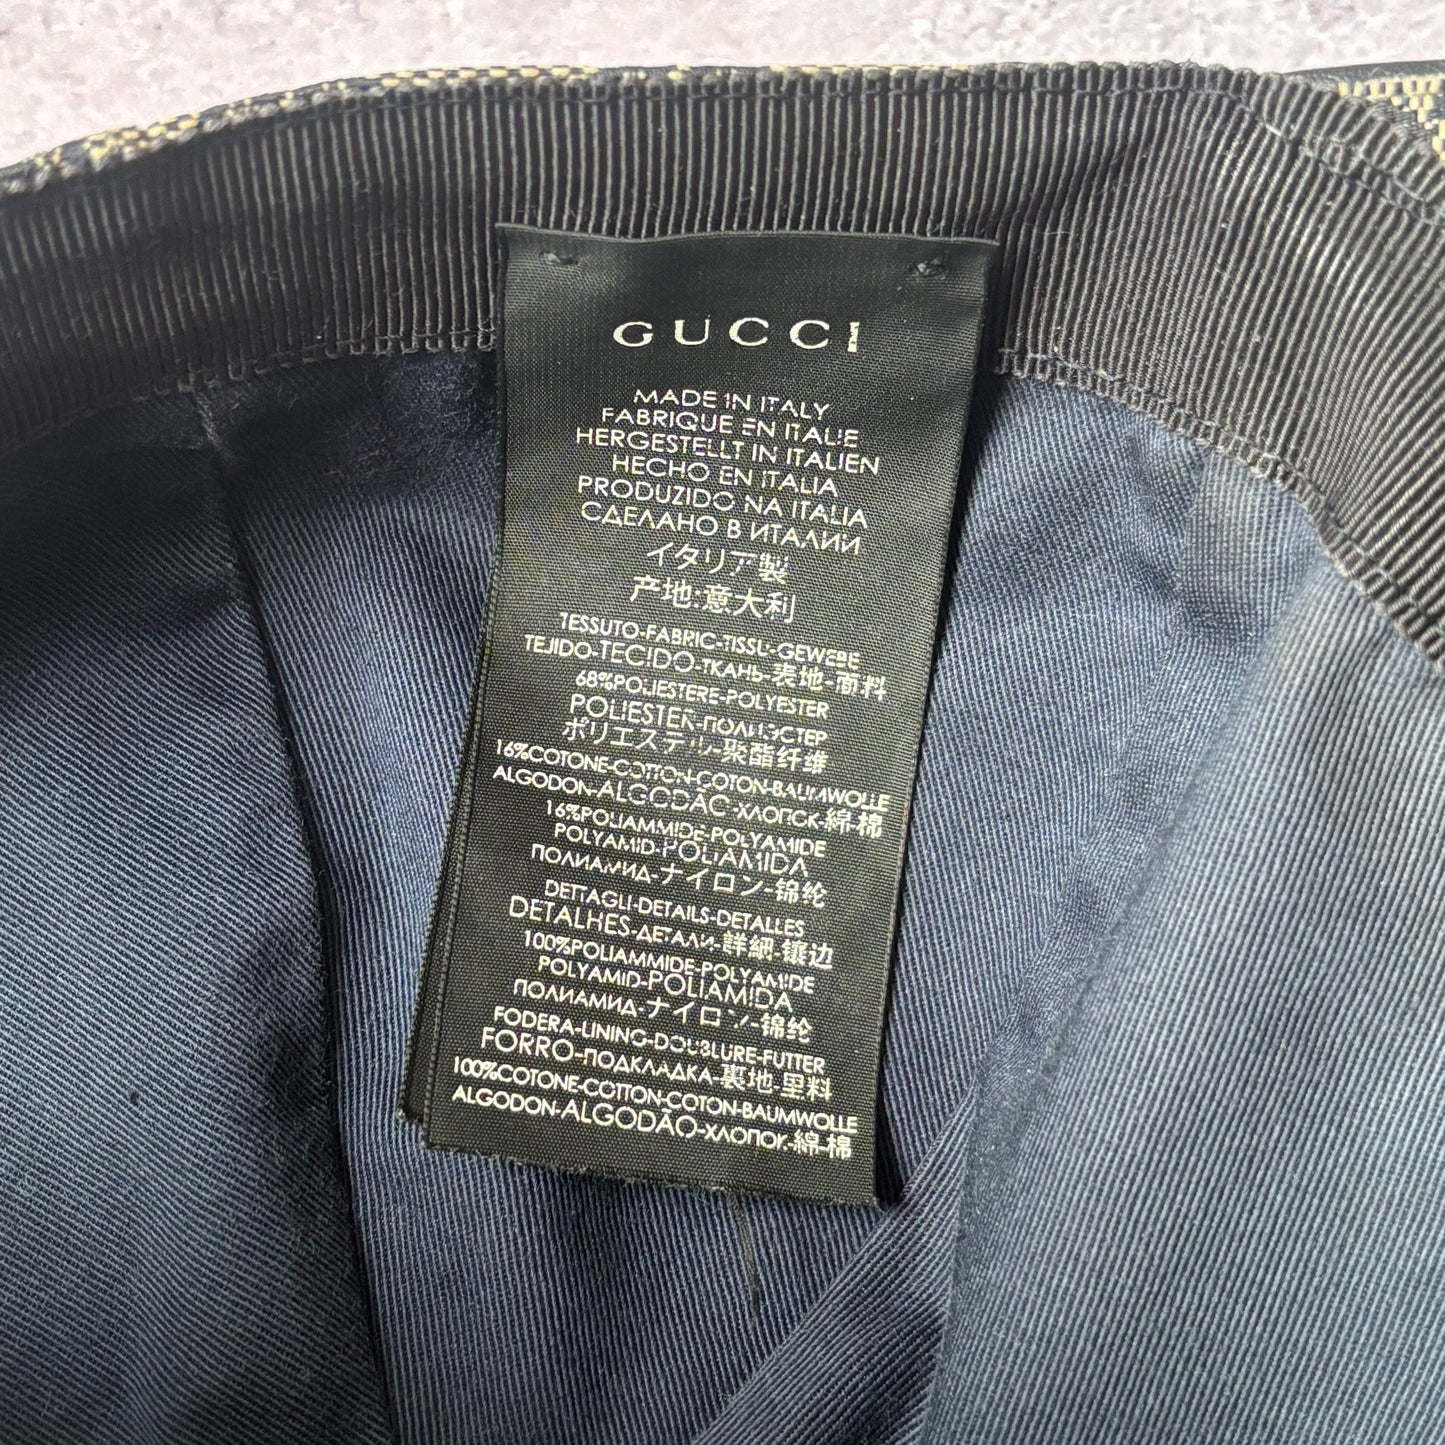 GUCCI
MADE IN ITALY
FABRIQUE EN ITALIE
HERGESTELLT IN ITALIEN
HECHO EN ITALIA
PRODUZIDO NA ITALIA
СДЕЛАНО В ИТАЛИИ
イタリア製
产地:意大利
TESSUTO-FABRIC-TISSU-GEWEBE
TEJIDO-TECIDO-ТКАНЬ-表地-面料
68%POLIESTERE-POLYESTER
POLIESTER-ПОЛИЭСТЕР
ポリエステル-聚酯纤维
16%COTONE-COTTON-COTON-BAUMWOLLE
ALGODON-ALGODÃO-ХЛОПОК-綿-棉
16%POLIAMMIDE-POLYAMIDE
POLYAMID-POLIAMIDA
ПОЛИАМИД-ナイロン-锦纶
DETTAGLI-DETAILS-DETALLES
DETALHES-ДЕТАЛИ-詳細-镶边
100%POLIAMMIDE-POLYAMIDE
POLYAMID-POLIAMIDA
ПОЛИАМИД-ナイロン-锦纶
FODERA-LINING-DOUBLURE-FUTTER
FORRO-ПОДКЛАДКА-裏地-里料
100%COTONE-COTTON-COTON-BAUMWOLLE
ALGODON-ALGODÃO-ХЛОПОК-綿-棉